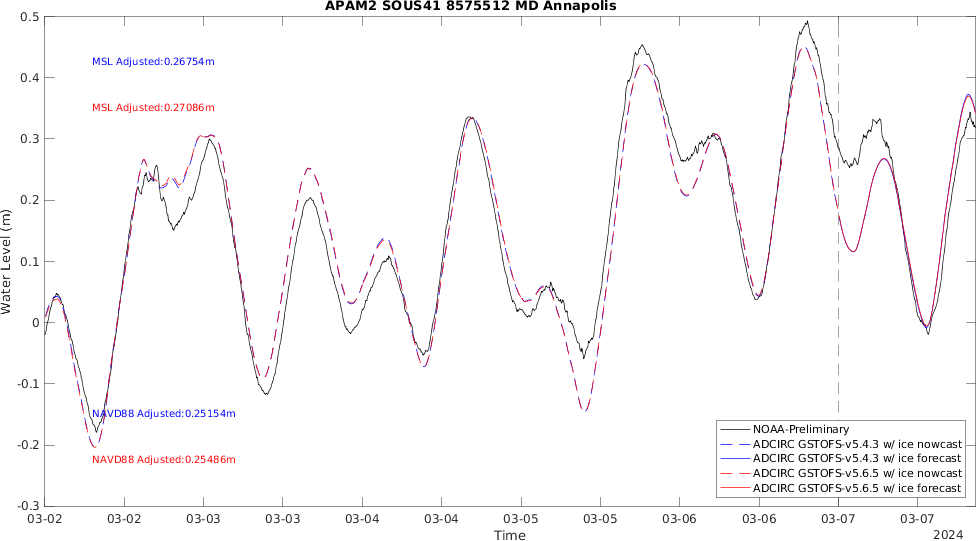 APAM2 SOUS41 8575512 MD Annapolis
0.5
0.4
0.3
0.2
0.1
0
-0.1
-0.2
-0.3
Water Level (m)
MSL Adjusted:0.26754m
MSL Adjusted:0.27086m
NAVD88 Adjusted:0.25154m
NAVD88 Adjusted:0.25486m
NOAA-Preliminary
ADCIRC GSTOFS-v5.4.3 w/ ice nowcast
ADCIRC GSTOFS-v5.4.3 w/ ice forecast
ADCIRC GSTOFS-v5.6.5 w/ ice nowcast
ADCIRC GSTOFS-v5.6.5 w/ ice forecast
03-02 03-02 03-03 03-03 03-04 03-04 03-05 03-05 03-06 03-06 03-07 03-07
Time
2024